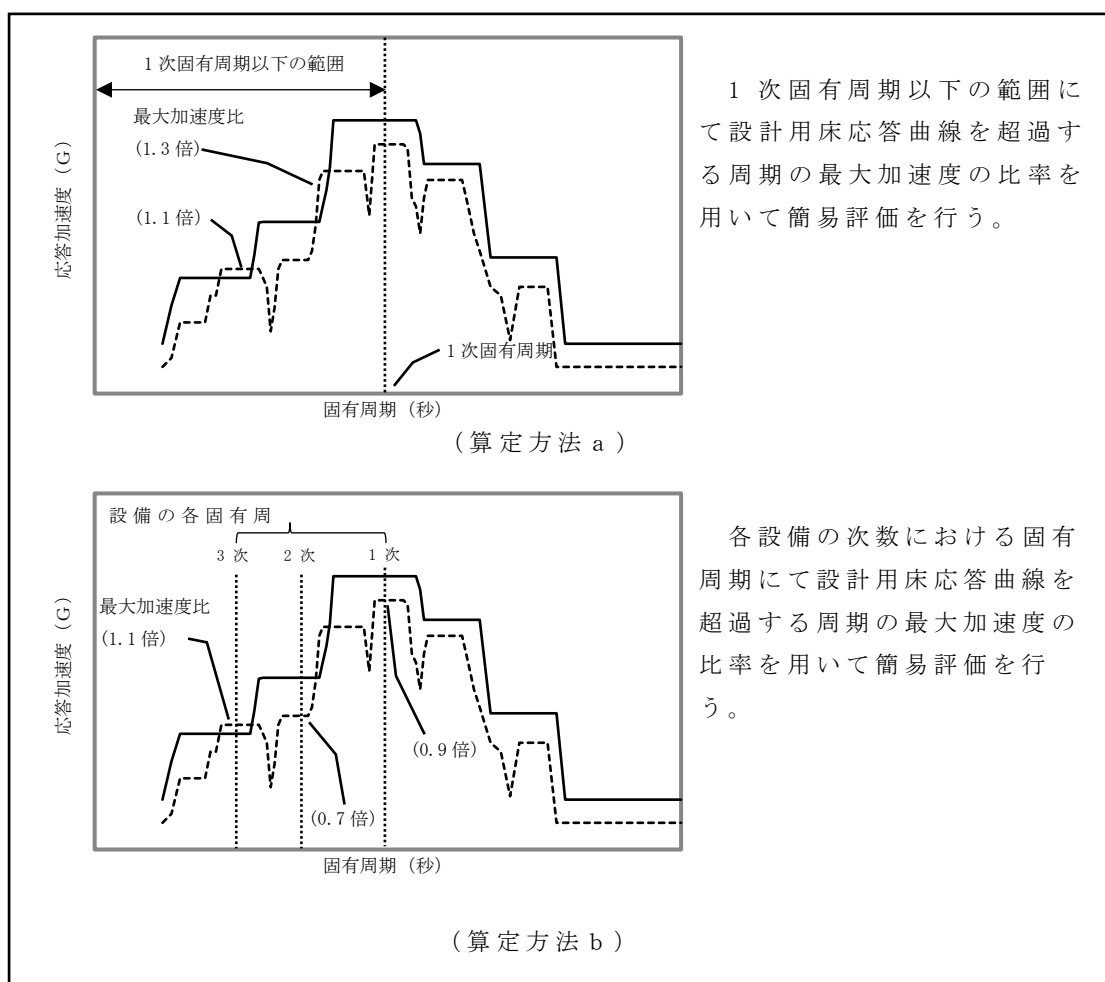 1次固有周期以下の範囲
最大加速度比
(1.3倍)
(1.1倍)
応答加速度（G）
1次固有周期
固有周期（秒）
（算定方法a）
1次固有周期以下の範囲に
て設計用床応答曲線を超過す
る周期の最大加速度の比率を
用いて簡易評価を行う。
設備の各固有周
3次 2次 1次
最大加速度比
(1.1倍)
(0.9倍)
(0.7倍)
応答加速度（G）
固有周期（秒）
（算定方法b）
各設備の次数における固有
周期にて設計用床応答曲線を
超過する周期の最大加速度の
比率を用いて簡易評価を行
う。